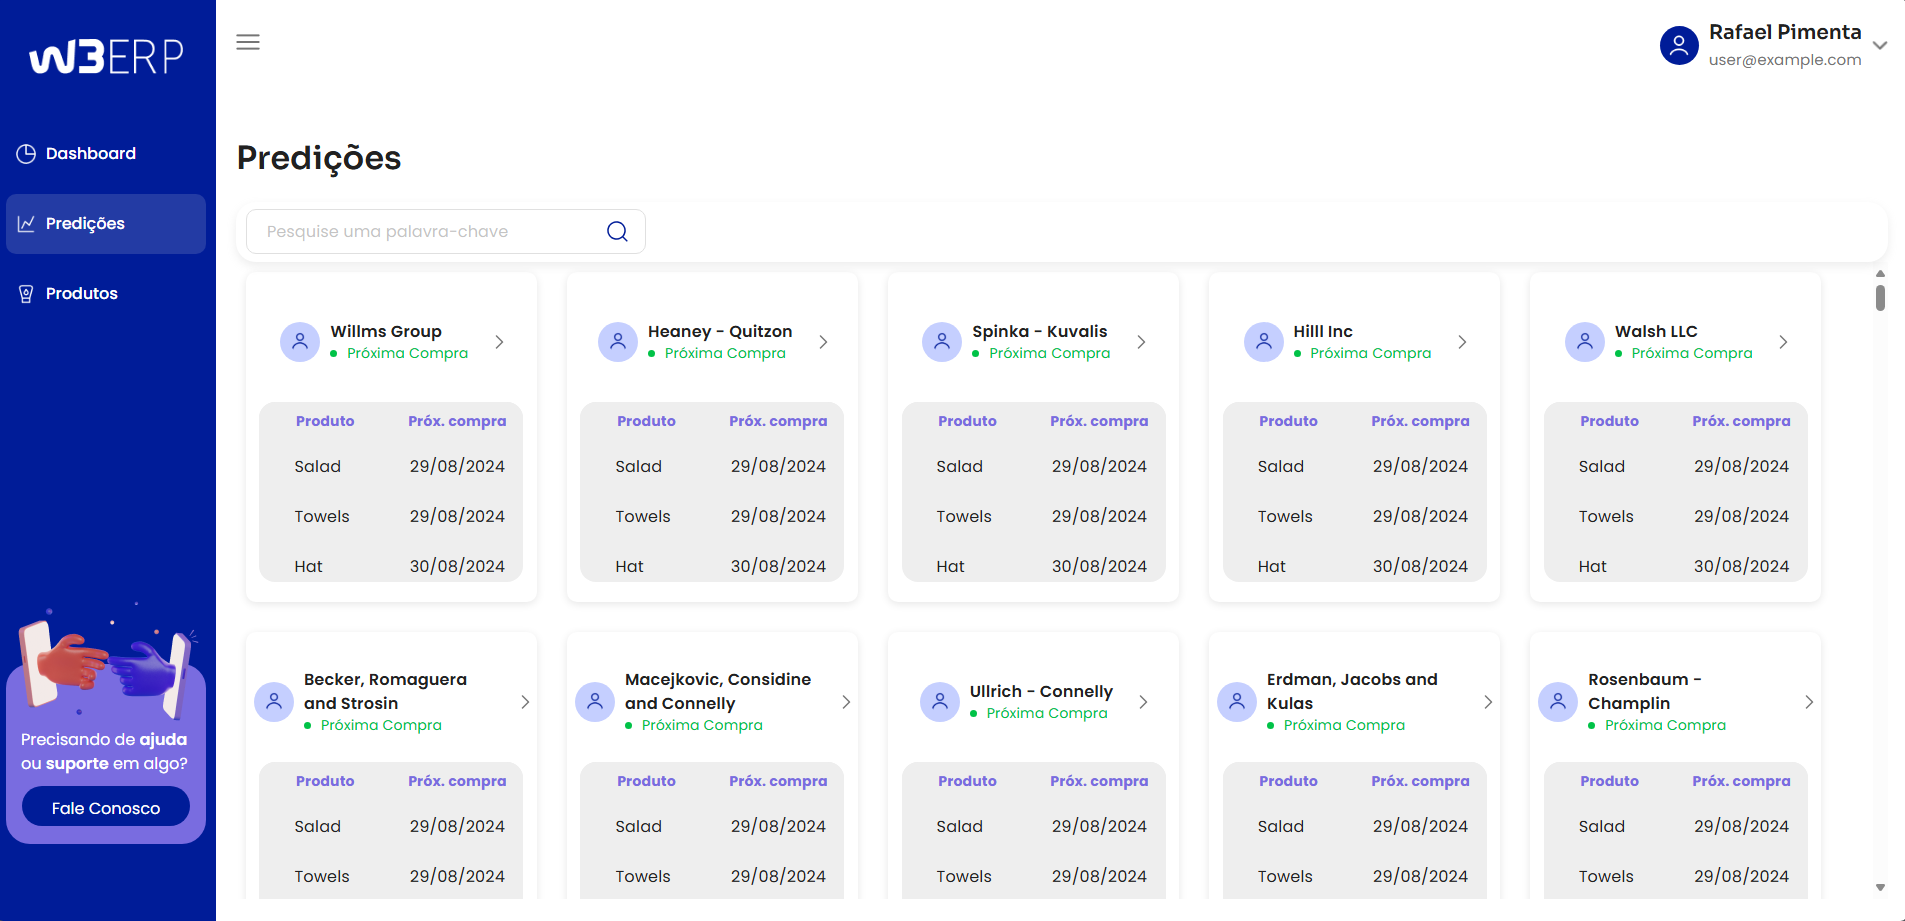 W3ERP
Dashboard
Predições
Produtos
Precisando de ajuda
ou suporte em algo?
Fale Conosco
Rafael Pimenta
user@example.com
Predições
Pesquise uma palavra-chave
Willms Group
Próxima Compra
Produto Próx. compra
Salad 29/08/2024
Towels 29/08/2024
Hat 30/08/2024
Heaney - Quitzon
Próxima Compra
Produto Próx. compra
Salad 29/08/2024
Towels 29/08/2024
Hat 30/08/2024
Spinka - Kuvalis
Próxima Compra
Produto Próx. compra
Salad 29/08/2024
Towels 29/08/2024
Hat 30/08/2024
Hilll Inc
Próxima Compra
Produto Próx. compra
Salad 29/08/2024
Towels 29/08/2024
Hat 30/08/2024
Walsh LLC
Próxima Compra
Produto Próx. compra
Salad 29/08/2024
Towels 29/08/2024
Hat 30/08/2024
Becker, Romaguera
and Strosin
Próxima Compra
Produto Próx. compra
Salad 29/08/2024
Towels 29/08/2024
Macejkovic, Considine
and Connelly
Próxima Compra
Produto Próx. compra
Salad 29/08/2024
Towels 29/08/2024
Ullrich - Connelly
Próxima Compra
Produto Próx. compra
Salad 29/08/2024
Towels 29/08/2024
Erdman, Jacobs and
Kulas
Próxima Compra
Produto Próx. compra
Salad 29/08/2024
Towels 29/08/2024
Rosenbaum -
Champlin
Próxima Compra
Produto Próx. compra
Salad 29/08/2024
Towels 29/08/2024